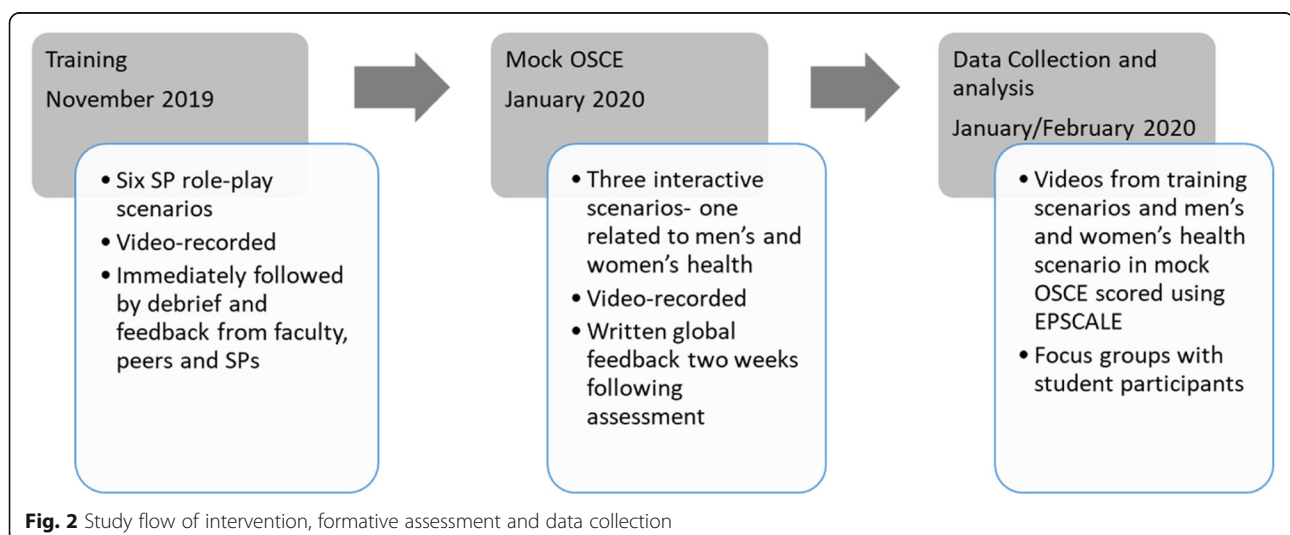 Training
November 2019
• Six SP role-play
scenarios
• Video-recorded
• Immediately followed
by debrief and
feedback from faculty,
peers and SPs
Mock OSCE
January 2020
• Three interactive
scenarios- one
related to men’s and
women’s health
• Video-recorded
• Written global
feedback two weeks
following
assessment
Data Collection and
analysis
January/February 2020
• Videos from training
scenarios and men’s
and women’s health
scenario in mock
OSCE scored using
EPSCALE
• Focus groups with
student participants
Fig. 2 Study flow of intervention, formative assessment and data collection